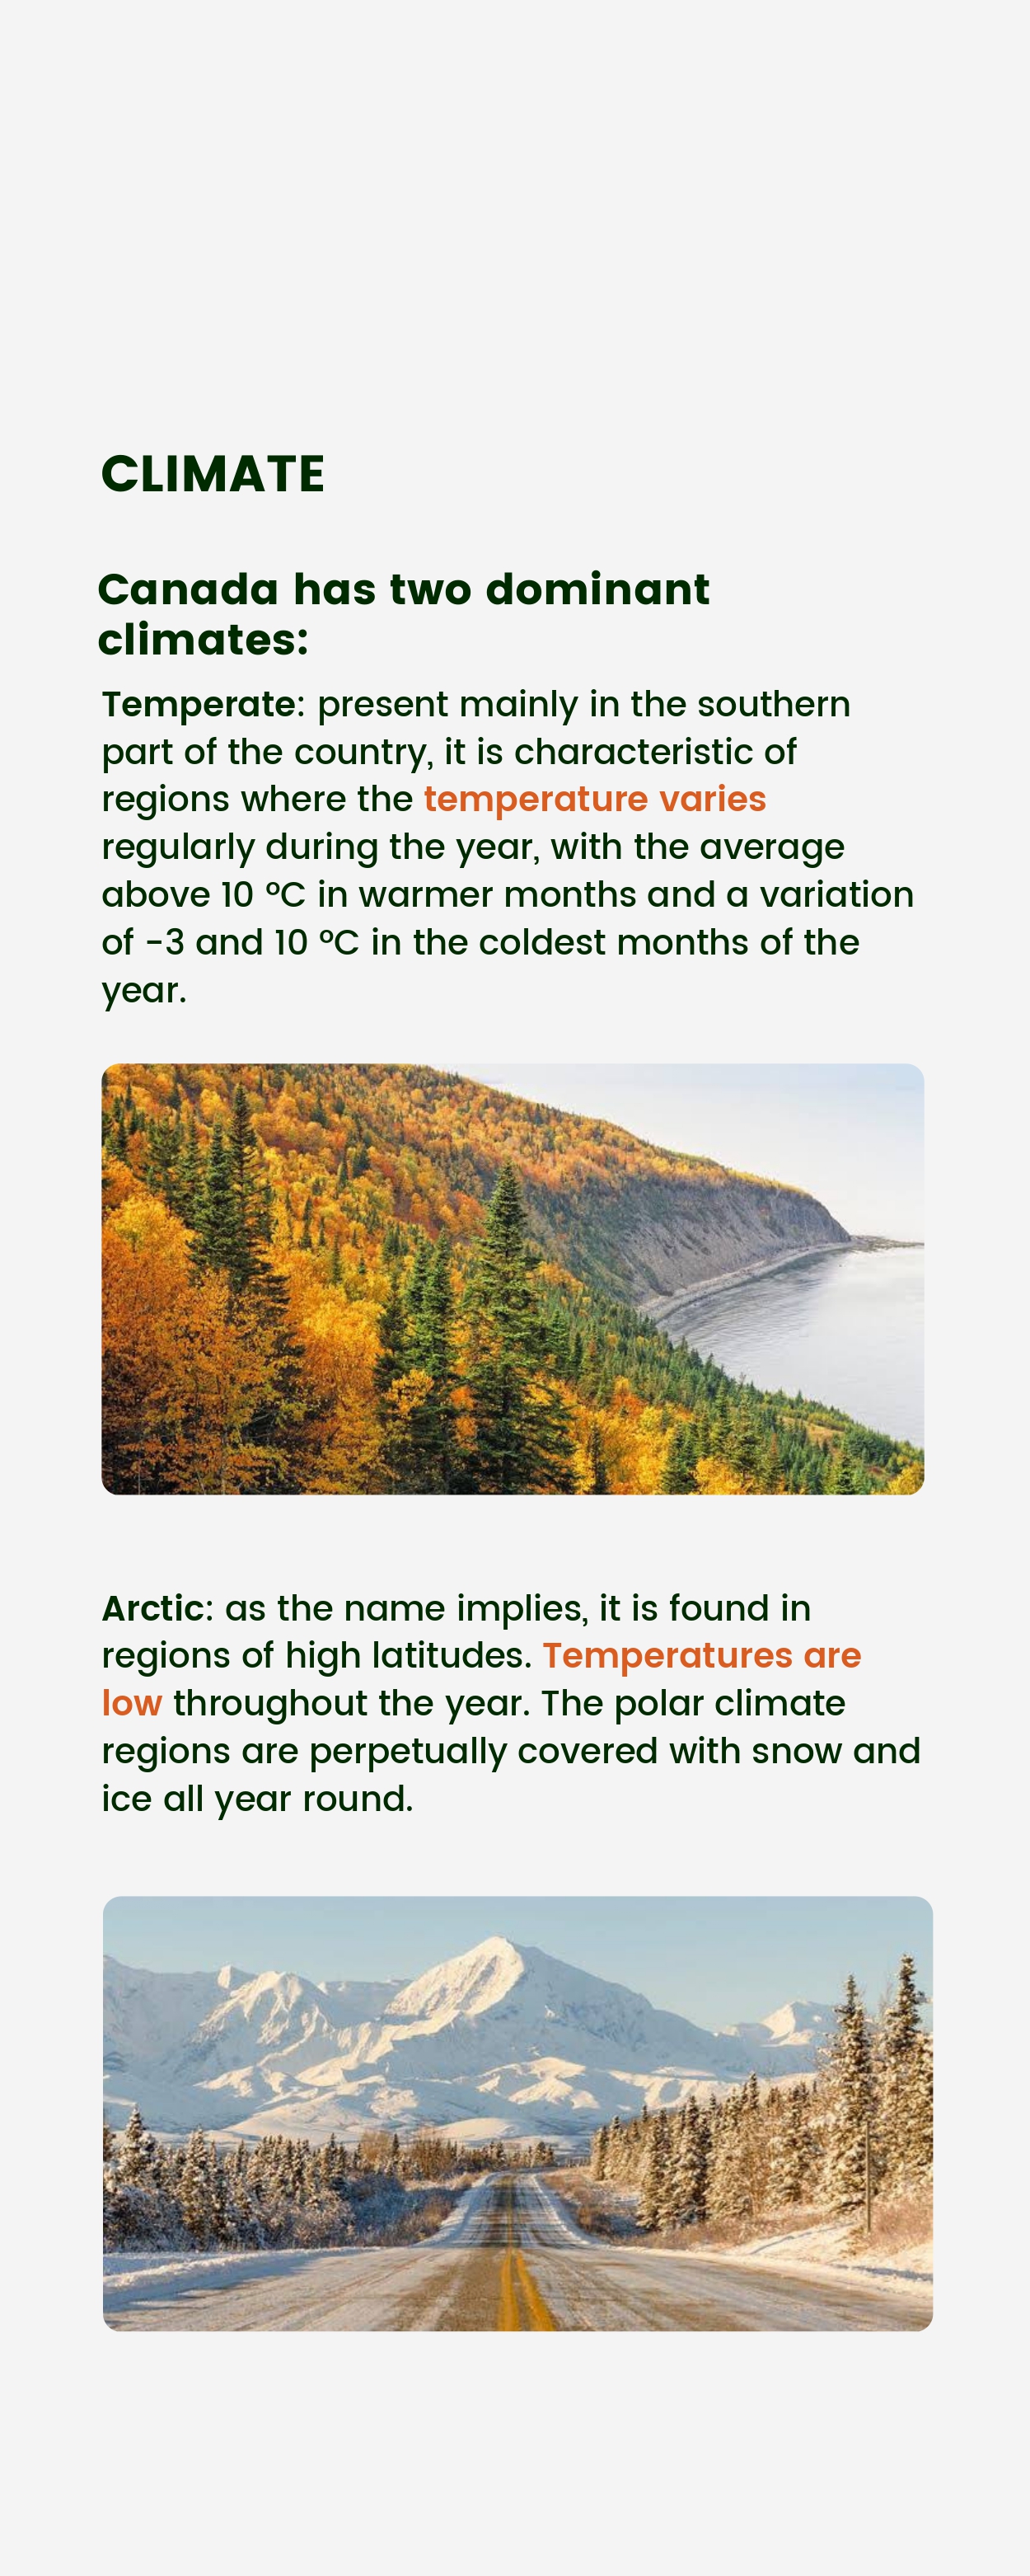 CLIMATE
Canada has two dominant
climates:
Temperate: present mainly in the southern
part of the country, it is characteristic of
regions where the temperature varies
regularly during the year, with the average
above 10 ºC in warmer months and a variation
of -3 and 10 ºC in the coldest months of the
year.
Arctic: as the name implies, it is found in
regions of high latitudes. Temperatures are
low throughout the year. The polar climate
regions are perpetually covered with snow and
ice all year round.